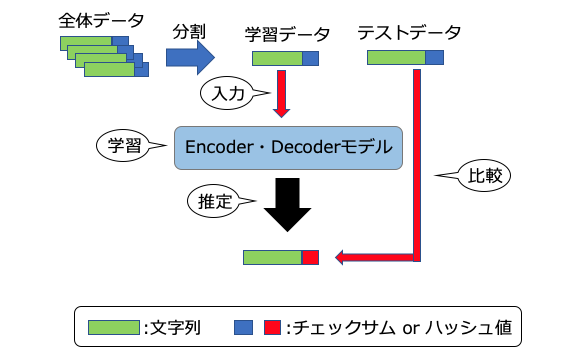 全体データ
分割
学習データ
テストデータ
入力
学習
Encoder・Decoderモデル
比較
推定
:文字列
:チェックサム or ハッシュ値